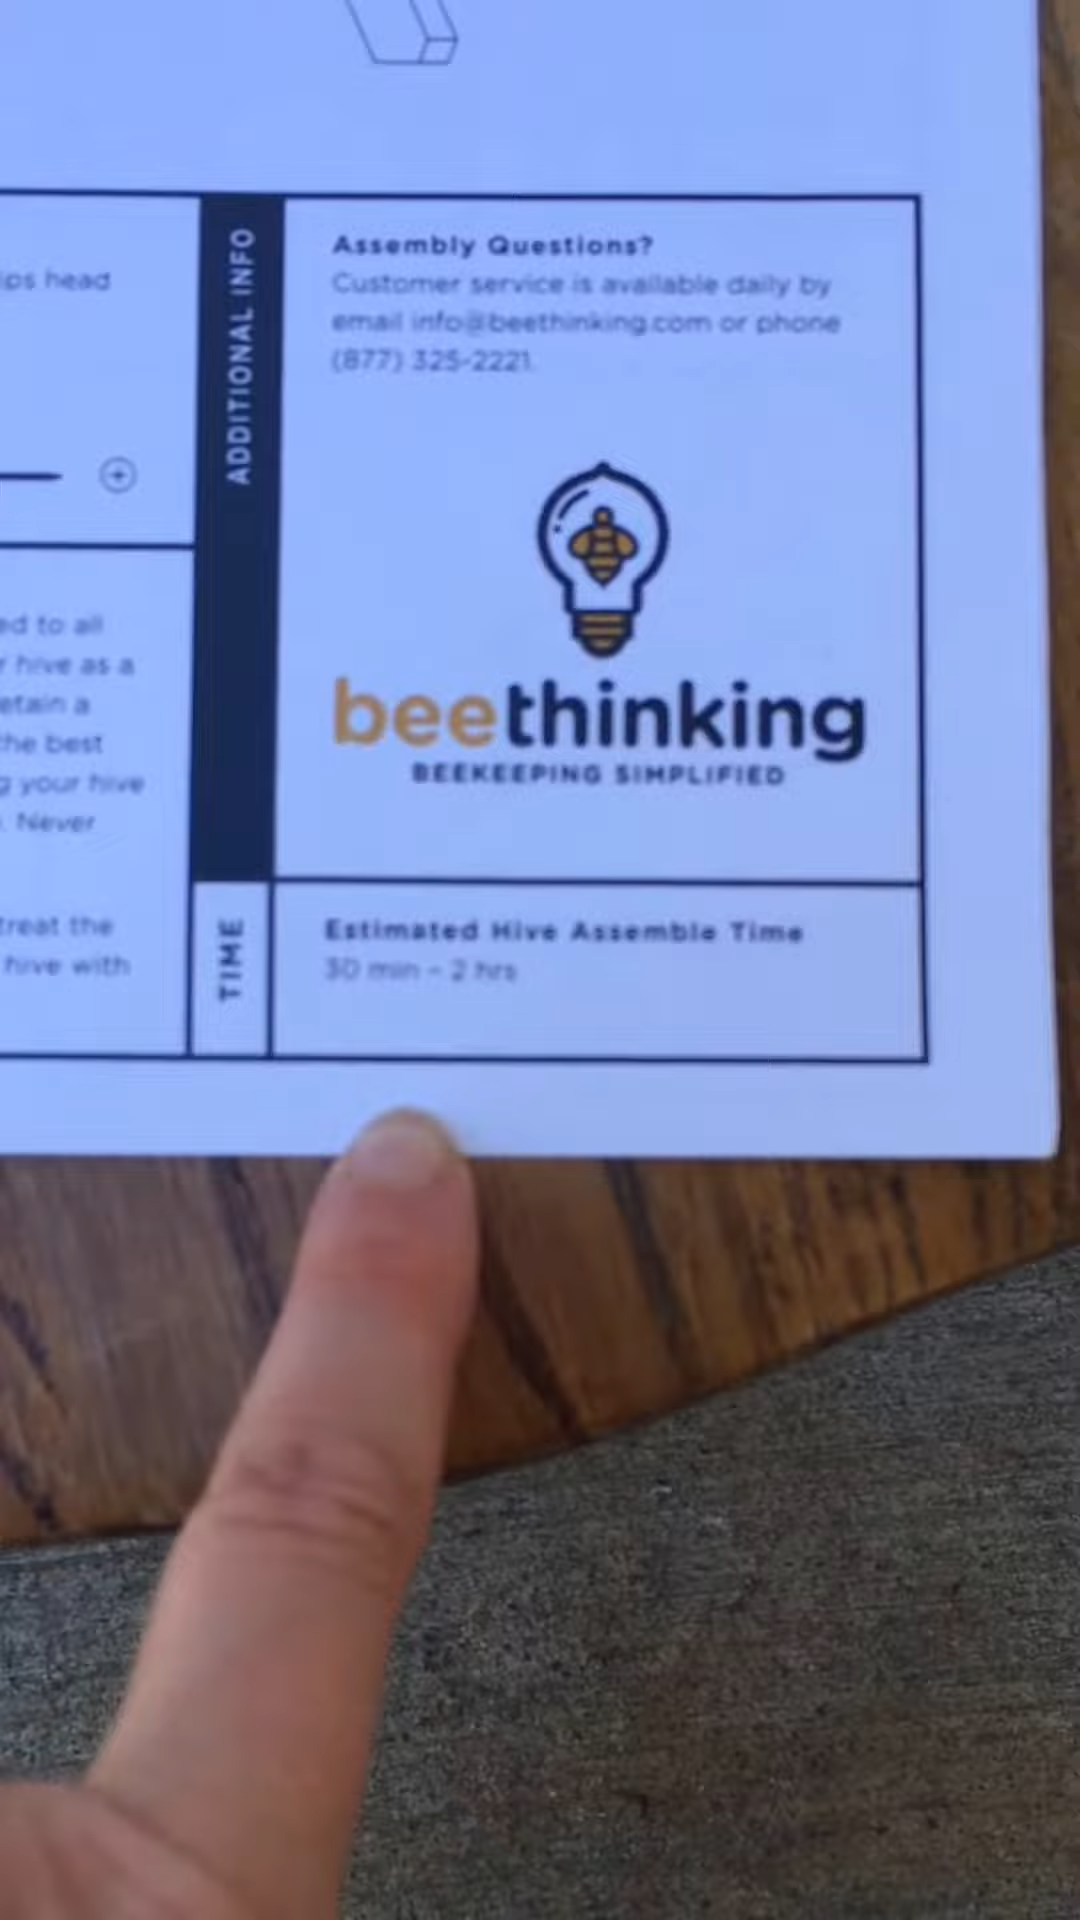 ips head
ed to all
r hive as a
etain a
the best
g your hive
. Never
treat the
hive with
ADDITIONAL INFO
Assembly Questions?
Customer service is available daily by
email info@beethinking.com or phone
(877) 325-2221.
beethinking
BEEKEEPING SIMPLIFIED
TIME
Estimated Hive Assemble Time
30 min – 2 hrs